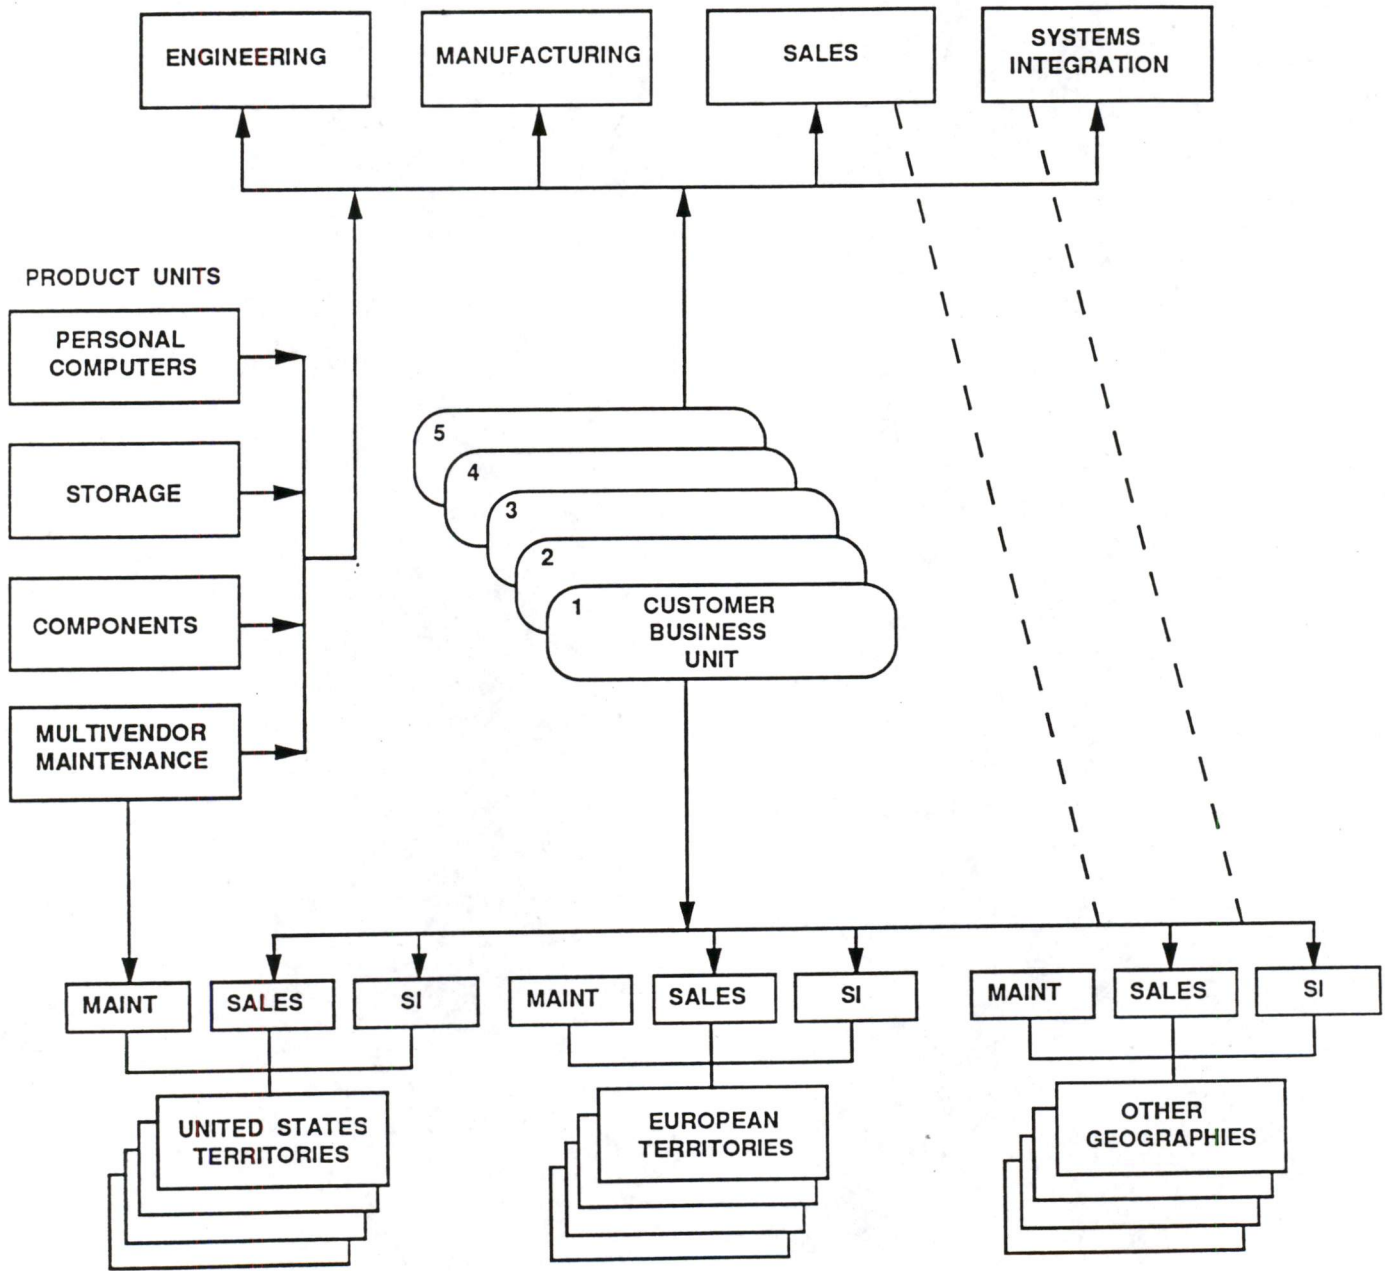 ENGINEERING
MANUFACTURING
SALES
SYSTEMS
INTEGRATION
PRODUCT UNITS
PERSONAL
COMPUTERS
STORAGE
COMPONENTS
MULTIVENDOR
MAINTENANCE
5
4
3
2
1 CUSTOMER
BUSINESS
UNIT
MAINT
SALES
SI
MAINT
SALES
SI
MAINT
SALES
SI
UNITED STATES
TERRITORIES
EUROPEAN
TERRITORIES
OTHER
GEOGRAPHIES